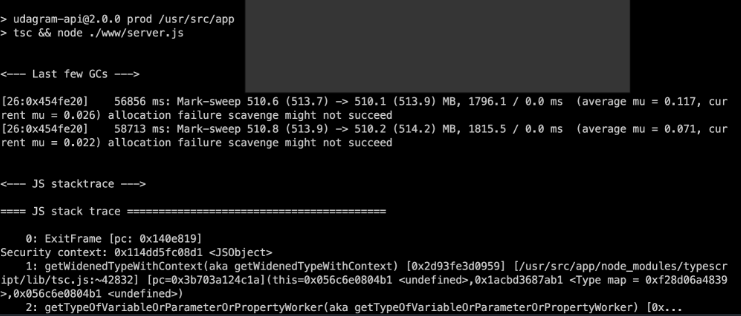 > udagram-api@2.0.0 prod /usr/src/app
> tsc && node ./www/server.js
<--- Last few GCs --->
[26:0x454fe20]    56856 ms: Mark-sweep 510.6 (513.7) -> 510.1 (513.9) MB, 1796.1 / 0.0 ms  (average mu = 0.117, cur
rent mu = 0.026) allocation failure scavenge might not succeed
[26:0x454fe20]    58713 ms: Mark-sweep 510.8 (513.9) -> 510.2 (514.2) MB, 1815.5 / 0.0 ms  (average mu = 0.071, cur
rent mu = 0.022) allocation failure scavenge might not succeed
<--- JS stacktrace --->
==== JS stack trace =========================================
    0: ExitFrame [pc: 0x140e819]
Security context: 0x114dd5fc08d1 <JSObject>
    1: getWidenedTypeWithContext(aka getWidenedTypeWithContext) [0x2d93fe3d0959] [/usr/src/app/node_modules/typescr
ipt/lib/tsc.js:~42832] [pc=0x3b703a124c1a](this=0x056c6e0804b1 <undefined>,0x1acbd3687ab1 <Type map = 0xf28d06a4839
>,0x056c6e0804b1 <undefined>)
    2: getTypeOfVariableOrParameterOrPropertyWorker(aka getTypeOfVariableOrParameterOrPropertyWorker) [0x...